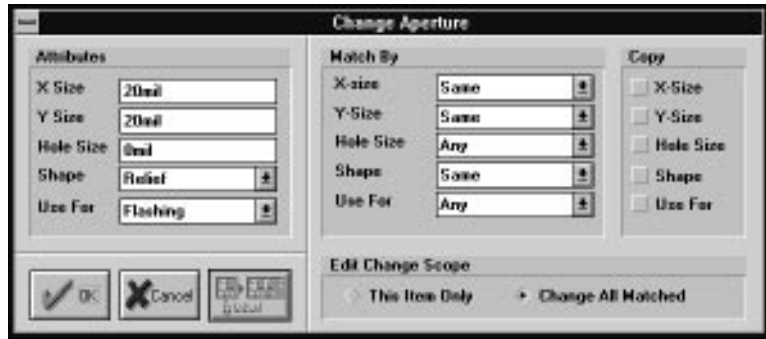 Change Aperture
Attributes
X Size 20mil
Y Size 20mil
Hole Size 0mil
Shape Relief
Use For Flashing
Match By
X-size Same
Y-Size Same
Hole Size Any
Shape Same
Use For Any
Copy
X-Size
Y-Size
Hole Size
Shape
Use For
OK
Cancel
Global
Edit Change Scope
This Item Only
Change All Matched